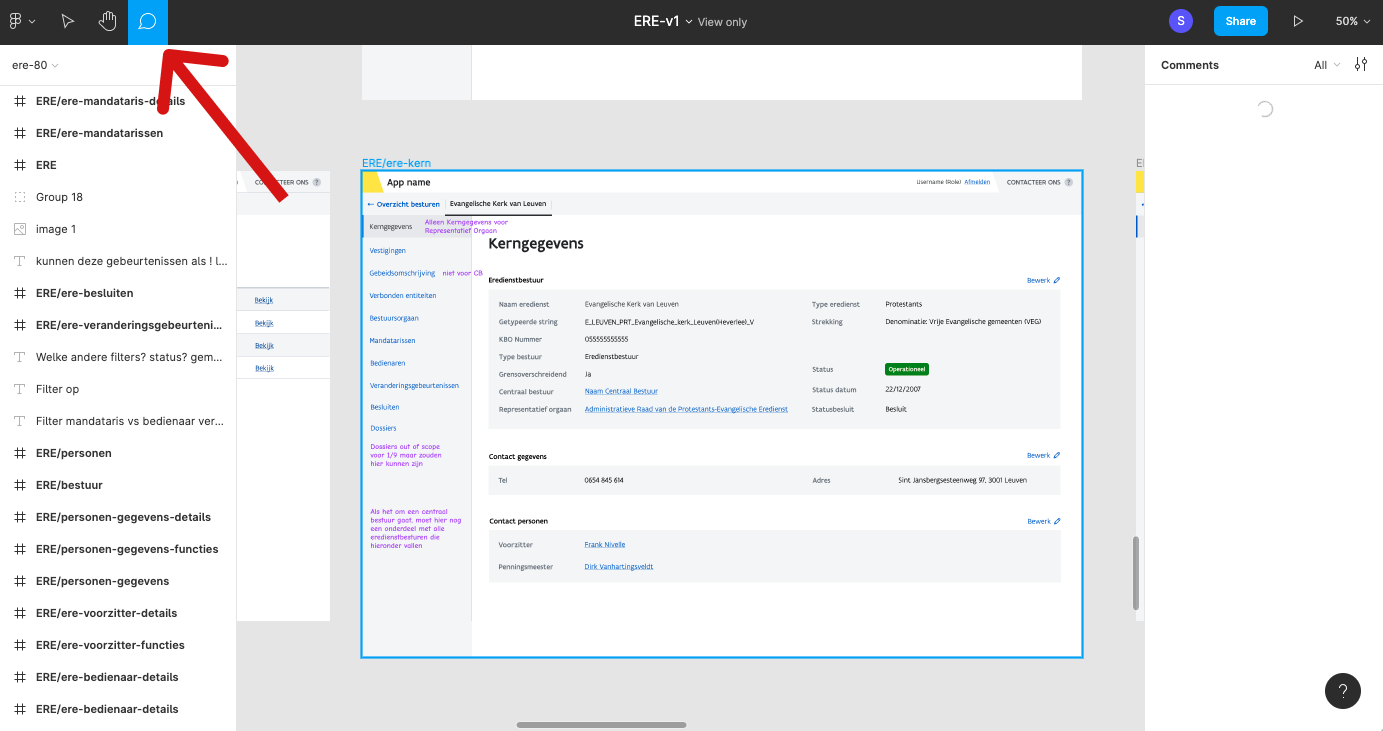 ERE-v1 View only
S
Share
50%
ere-80
ERE/ere-mandataris-details
ERE/ere-mandatarissen
ERE
Group 18
image 1
kunnen deze gebeurtenissen als ! l...
ERE/ere-besluiten
ERE/ere-veranderingsgebeurteni...
Welke andere filters? status? gem...
Filter op
Filter mandataris vs bedienaar ver...
ERE/personen
ERE/bestuur
ERE/personen-gegevens-details
ERE/personen-gegevens-functies
ERE/personen-gegevens
ERE/ere-voorzitter-details
ERE/ere-voorzitter-functies
ERE/ere-bedienaar-details
ERE/ere-bedienaar-details
CONTACTEER ONS ?
Bekijk
Bekijk
Bekijk
Bekijk
ERE/ere-kern
App name
Username (Role) Afmelden
CONTACTEER ONS ?
← Overzicht besturen
Evangelische Kerk van Leuven
Kerngegevens
Alleen Kerngegevens voor
Representatief Orgaan
Vestigingen
Gebeidsomschrijving
niet voor CB
Verbonden entiteiten
Bestuursorgaan
Mandatarissen
Bedienaren
Veranderingsgebeurtenissen
Besluiten
Dossiers
Dossiers out of scope
voor 1/9 maar zouden
hier kunnen zijn
Als het om een centraal
bestuur gaat, moet hier nog
een onderdeel met alle
eredienstbesturen die
hieronder vallen
Kerngegevens
Eredienstbestuur
Bewerk
Naam eredienst Evangelische Kerk van Leuven
Type eredienst Protestants
Getypeerde string E_LEUVEN_PRT_Evangelische_kerk_Leuven(Heverlee)_V
Strekking Denominatie: Vrije Evangelische gemeenten (VEG)
KBO Nummer 055555555555
Type bestuur Eredienstbestuur
Grensoverschreidend Ja
Status Operationeel
Centraal bestuur Naam Centraal Bestuur
Status datum 22/12/2007
Representatief orgaan Administratieve Raad van de Protestants-Evangelische Eredienst
Statusbesluit Besluit
Contact gegevens
Bewerk
Tel 0654 845 614
Adres Sint Jansbergsesteenweg 97, 3001 Leuven
Contact personen
Bewerk
Voorzitter Frank Nivelle
Penningsmeester Dirk Vanhartingsveldt
Comments
All
?